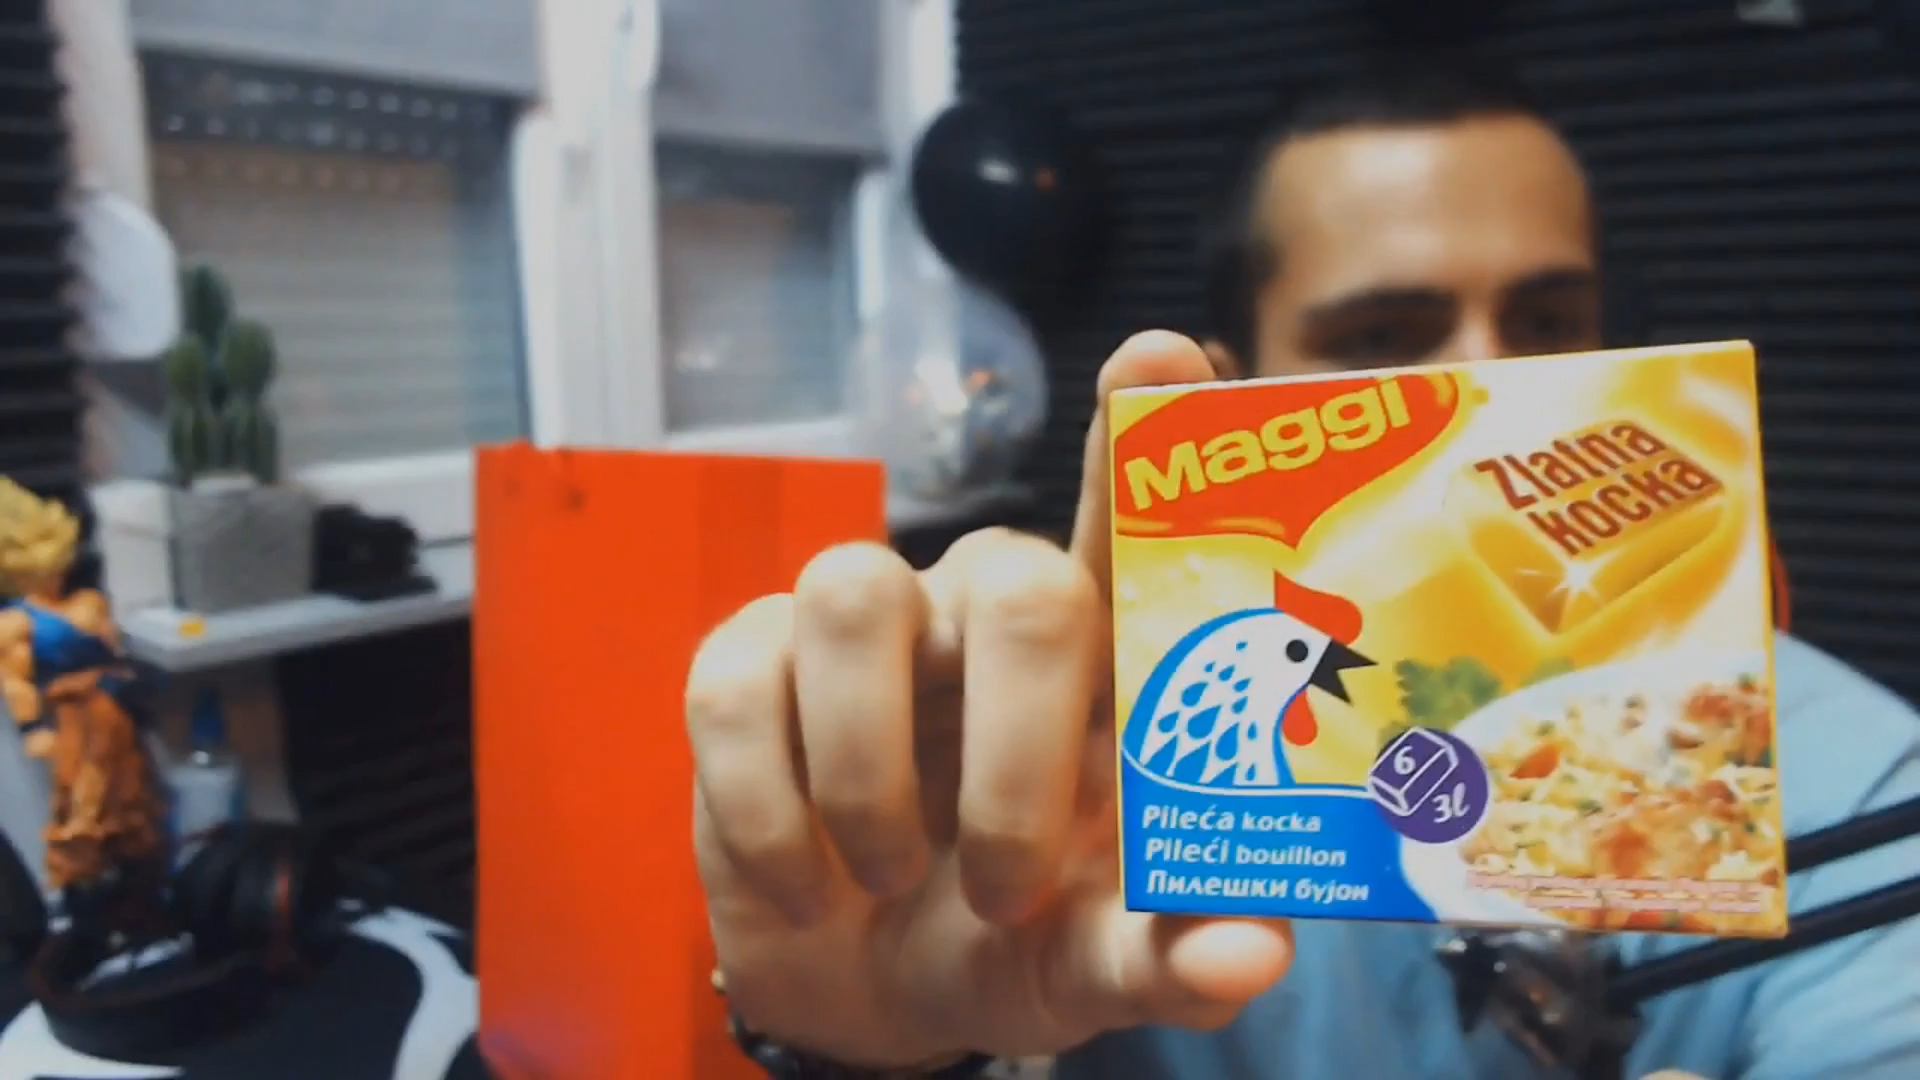 Maggi
Zlatna
kocka
6
3l
Pileća kocka
Pileći bouillon
Пилешки бујон